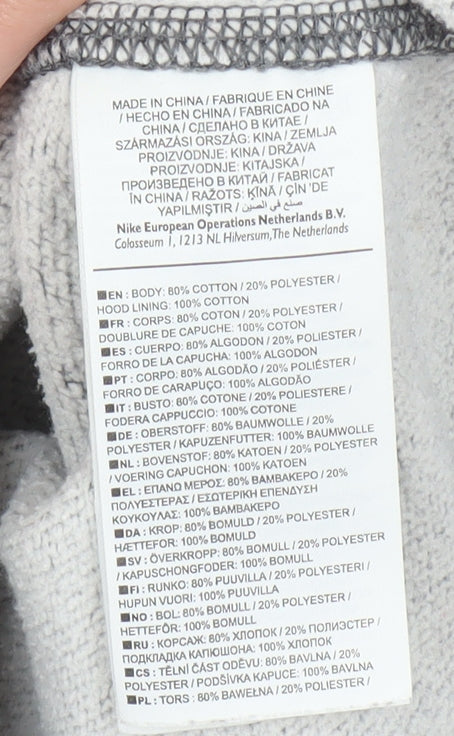 MADE IN CHINA / FABRIQUE EN CHINE
/ HECHO EN CHINA / FABRICADO NA
CHINA / СДЕЛАНО В КИТАЕ /
SZÁRMAZÁSI ORSZÁG: KINA / ZEMLJA
PROIZVODNJE: KINA / DRŽAVA
PROIZVODNJE: KITAJSKA /
ПРОИЗВЕДЕНО В КИТАЙ / FABRICAT
ÎN CHINA / RAŽOTS: ĶĪNĀ / ÇİN 'DE
YAPILMIŞTIR / صنع في الصين
Nike European Operations Netherlands B.V.
Colosseum 1, 1213 NL Hilversum,The Netherlands
EN : BODY: 80% COTTON / 20% POLYESTER /
HOOD LINING: 100% COTTON
FR : CORPS: 80% COTON / 20% POLYESTER /
DOUBLURE DE CAPUCHE: 100% COTON
ES : CUERPO: 80% ALGODON / 20% POLIESTER /
FORRO DE LA CAPUCHA: 100% ALGODON
PT : CORPO: 80% ALGODÃO / 20% POLIÉSTER /
FORRO DE CARAPUÇO: 100% ALGODÃO
IT : BUSTO: 80% COTONE / 20% POLIESTERE /
FODERA CAPPUCCIO: 100% COTONE
DE : OBERSTOFF: 80% BAUMWOLLE / 20%
POLYESTER / KAPUZENFUTTER: 100% BAUMWOLLE
NL : BOVENSTOF: 80% KATOEN / 20% POLYESTER
/ VOERING CAPUCHON: 100% KATOEN
EL : ΕΠΑΝΩ ΜΕΡΟΣ: 80% ΒΑΜΒΑΚΕΡΟ / 20%
ΠΟΛΥΕΣΤΕΡΑΣ / ΕΣΩΤΕΡΙΚΗ ΕΠΕΝΔΥΣΗ
ΚΟΥΚΟΥΛΑΣ: 100% ΒΑΜΒΑΚΕΡΟ
DA : KROP: 80% BOMULD / 20% POLYESTER /
HÆTTEFOR: 100% BOMULD
SV : ÖVERKROPP: 80% BOMULL / 20% POLYESTER
/ KAPUSCHONGFODER: 100% BOMULL
FI : RUNKO: 80% PUUVILLA / 20% POLYESTERI /
HUPUN VUORI: 100% PUUVILLA
NO : BOL: 80% BOMULL / 20% POLYESTER /
HETTEFÔR: 100% BOMULL
RU : КОРСАЖ: 80% ХЛОПОК / 20% ПОЛИЭСТЕР /
ПОДКЛАДКА КАПЮШОНА: 100% ХЛОПОК
CS : TĚLNÍ ČÁST ODĚVU: 80% BAVLNA / 20%
POLYESTER / PODŠÍVKA KAPUCE: 100% BAVLNA
PL : TORS : 80% BAWEŁNA / 20% POLIESTER /